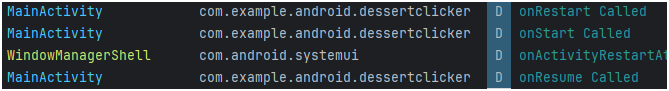 MainActivity com.example.android.dessertclicker D onRestart Called
MainActivity com.example.android.dessertclicker D onStart Called
WindowManagerShell com.android.systemui D onActivityRestartAt
MainActivity com.example.android.dessertclicker D onResume Called